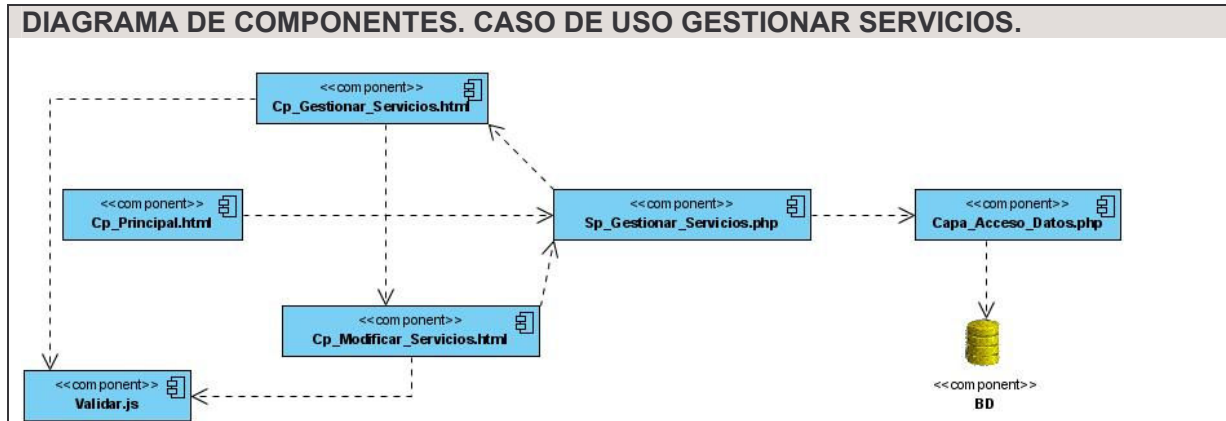 DIAGRAMA DE COMPONENTES. CASO DE USO GESTIONAR SERVICIOS.
<<component>>
Cp_Gestionar_Servicios.html
<<component>>
Cp_Principal.html
<<component>>
Sp_Gestionar_Servicios.php
<<component>>
Capa_Acceso_Datos.php
<<component>>
Cp_Modificar_Servicios.html
<<component>>
Validar.js
<<component>>
BD